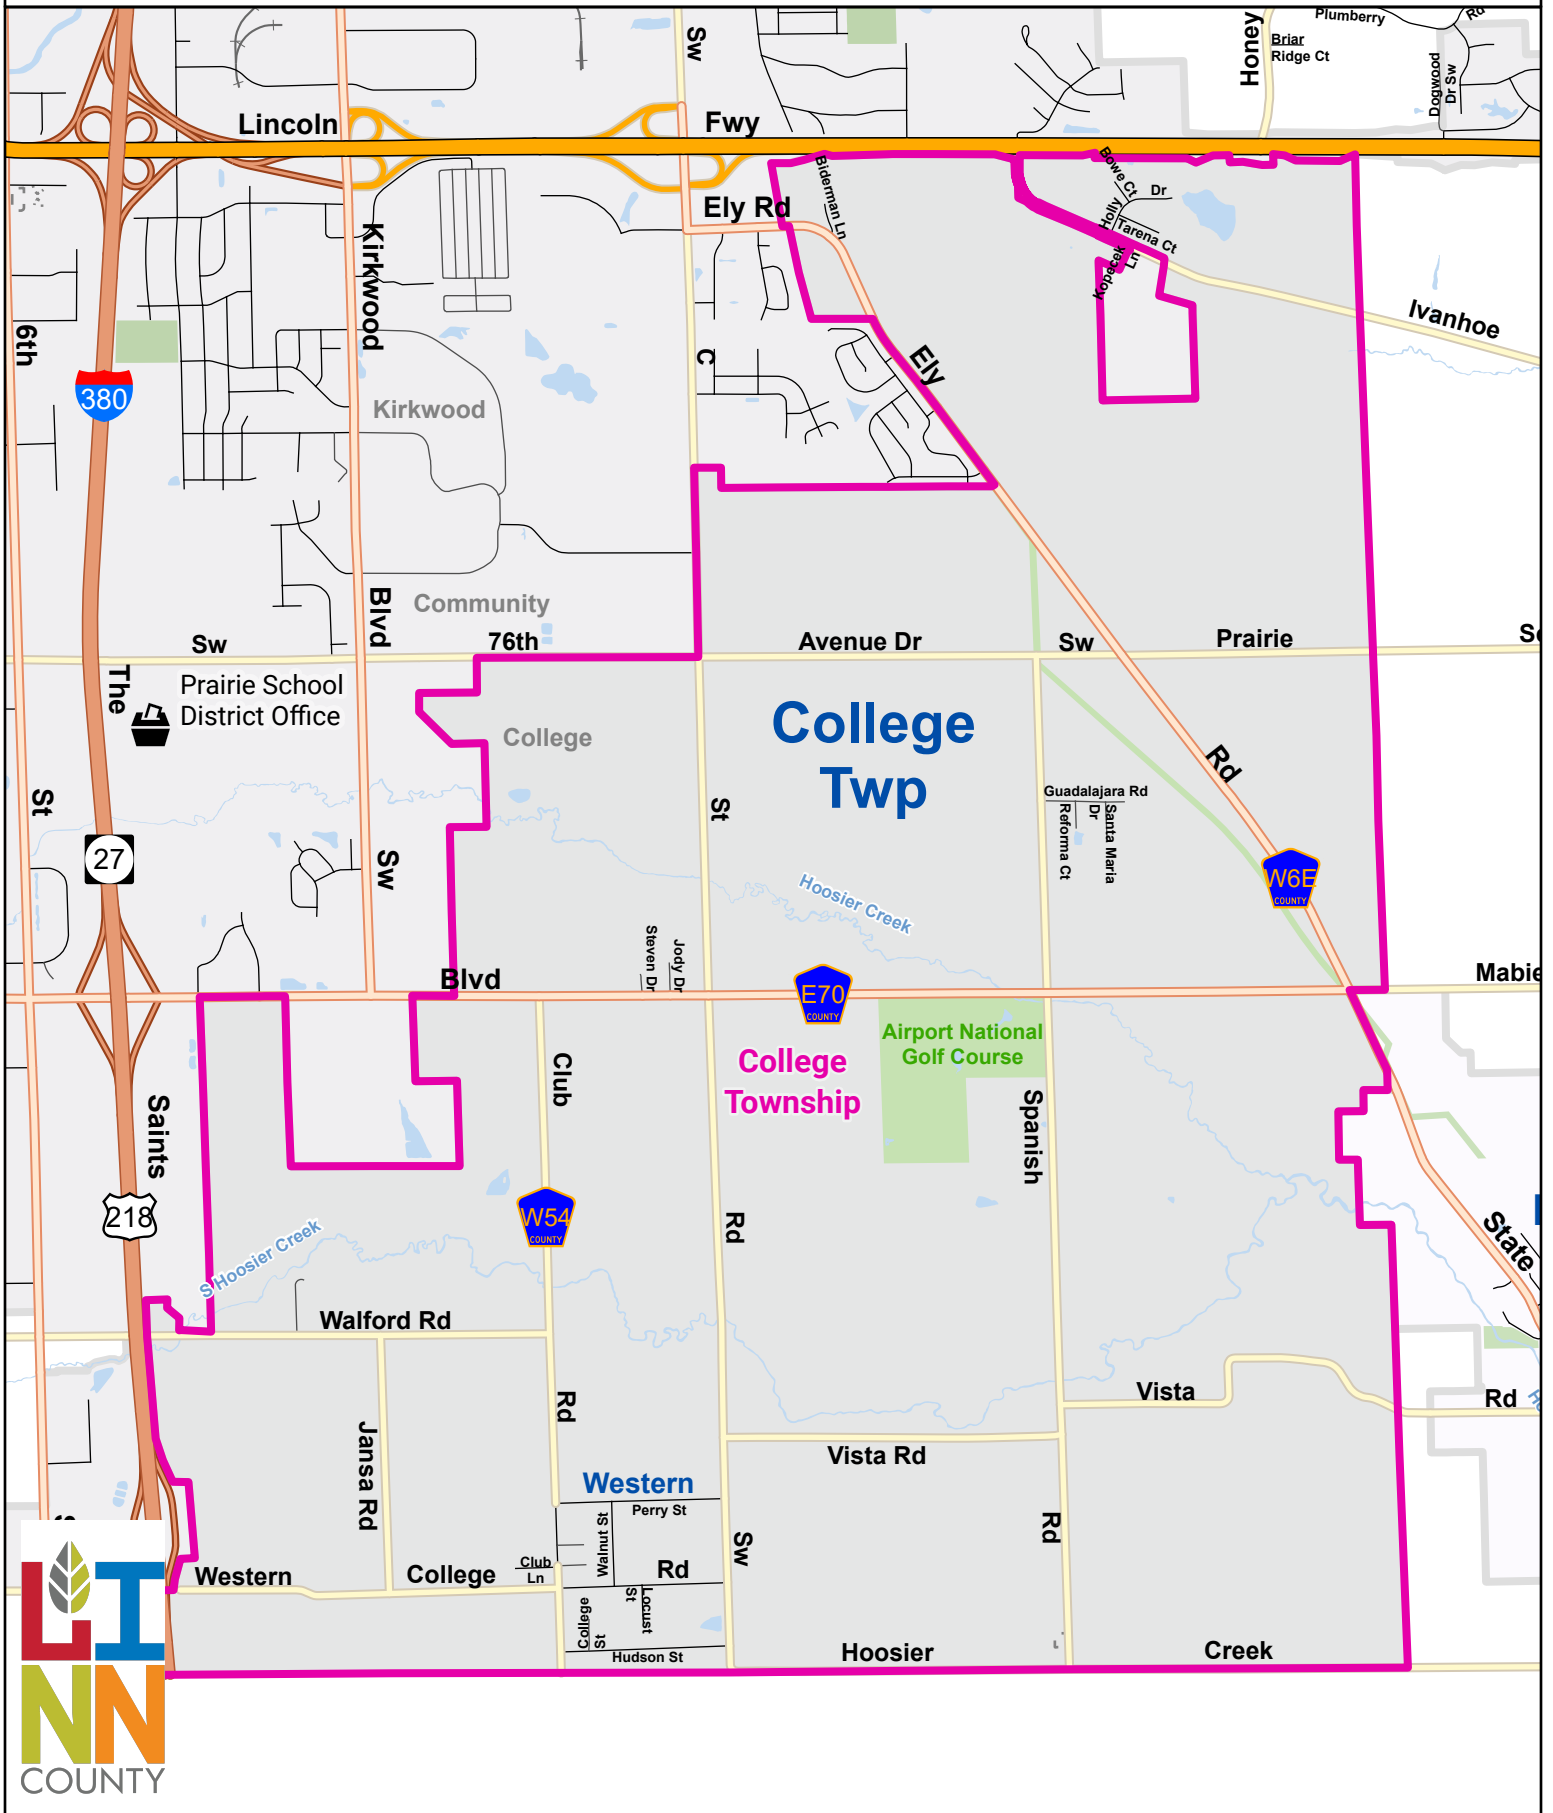 Plumberry
Rd
Honey
Briar
Ridge Ct
Dogwood
Dr Sw
Sw
Lincoln
Fwy
Biderman Ln
Bowe Ct
Dr
Holly
Tarena Ct
Kopecek
Ln
Ely Rd
Kirkwood
Ivanhoe
6th
C
Ely
380
Kirkwood
Blvd
Community
Sw
76th
Avenue Dr
Sw
Prairie
The
Prairie School
District Office
College
College
Twp
Rd
St
St
Guadalajara Rd
Reforma Ct
Dr
Santa Maria
27
Sw
W6E
COUNTY
Hoosier Creek
Steven Dr
Jody Dr
Blvd
Mabie
E70
COUNTY
Airport National
Golf Course
College
Township
Club
Spanish
Saints
218
W54
COUNTY
Rd
State
S Hoosier Creek
Walford Rd
Vista
Rd
Rd
Jansa Rd
Vista Rd
Western
Perry St
Walnut St
Rd
Sw
Rd
Club
Ln
Western
College
Locust
St
College
St
Hudson St
Hoosier
Creek
LINN
COUNTY